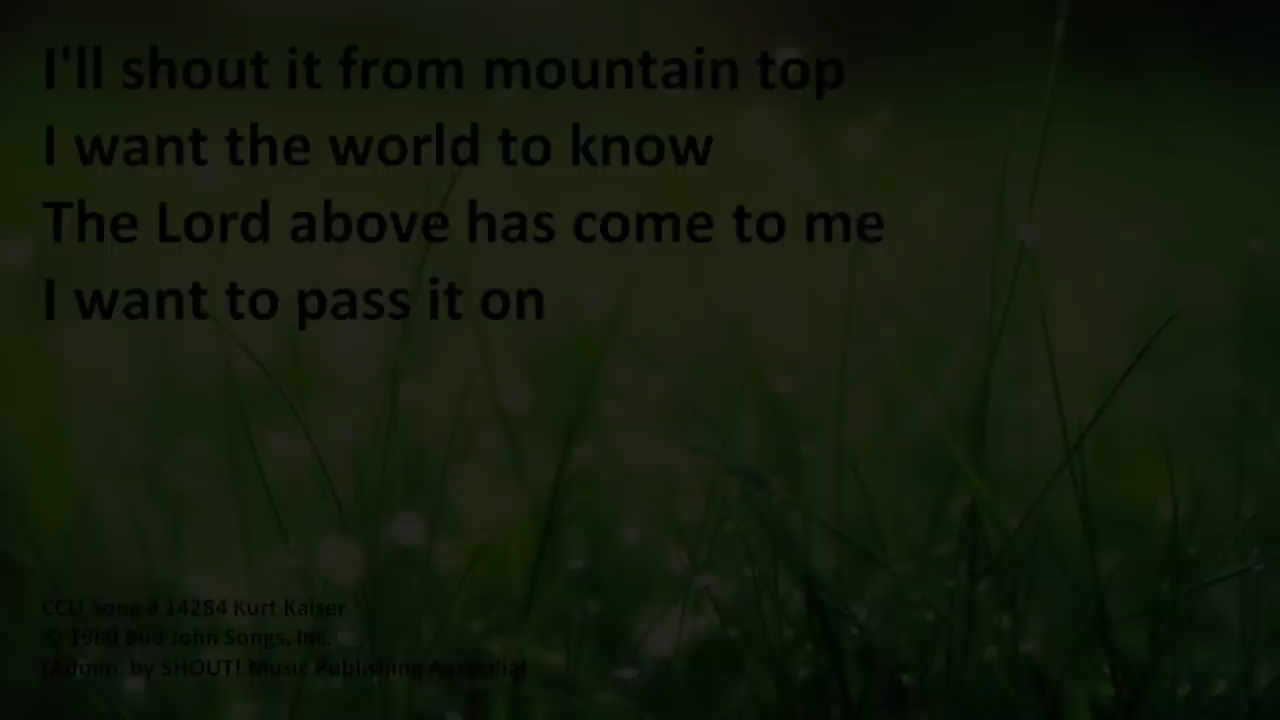 I'll shout it from mountain top
I want the world to know
The Lord above has come to me
I want to pass it on
CCLI Song # 14284 Kurt Kaiser
© 1969 Bud John Songs, Inc.
(Admin. by SHOUT! Music Publishing Australia)